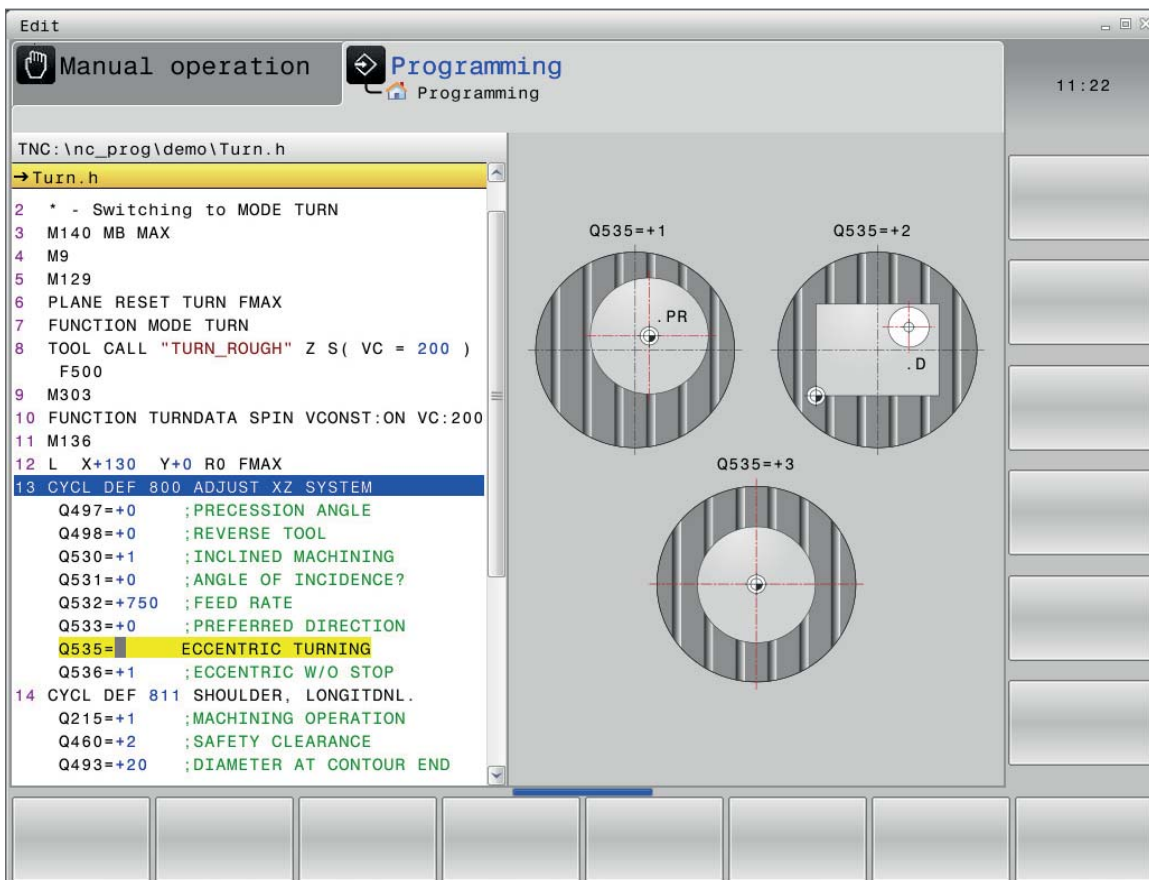 Edit
Manual operation
Programming
Programming
11:22
TNC:\nc_prog\demo\Turn.h
→Turn.h
2 * - Switching to MODE TURN
3 M140 MB MAX
4 M9
5 M129
6 PLANE RESET TURN FMAX
7 FUNCTION MODE TURN
8 TOOL CALL "TURN_ROUGH" Z S( VC = 200 )
F500
9 M303
10 FUNCTION TURNDATA SPIN VCONST:ON VC:200
11 M136
12 L X+130 Y+0 R0 FMAX
13 CYCL DEF 800 ADJUST XZ SYSTEM
Q497=+0 ;PRECESSION ANGLE
Q498=+0 ;REVERSE TOOL
Q530=+1 ;INCLINED MACHINING
Q531=+0 ;ANGLE OF INCIDENCE?
Q532=+750 ;FEED RATE
Q533=+0 ;PREFERRED DIRECTION
Q535= ECCENTRIC TURNING
Q536=+1 ;ECCENTRIC W/O STOP
14 CYCL DEF 811 SHOULDER, LONGITDNL.
Q215=+1 ;MACHINING OPERATION
Q460=+2 ;SAFETY CLEARANCE
Q493=+20 ;DIAMETER AT CONTOUR END
Q535=+1
.PR
Q535=+2
.D
Q535=+3